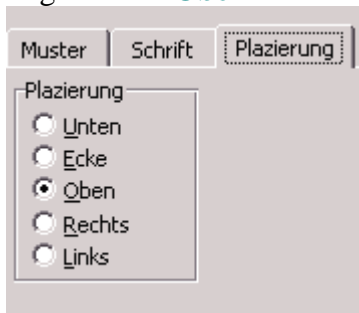 Muster Schrift Plazierung
Plazierung
Unten
Ecke
Oben
Rechts
Links